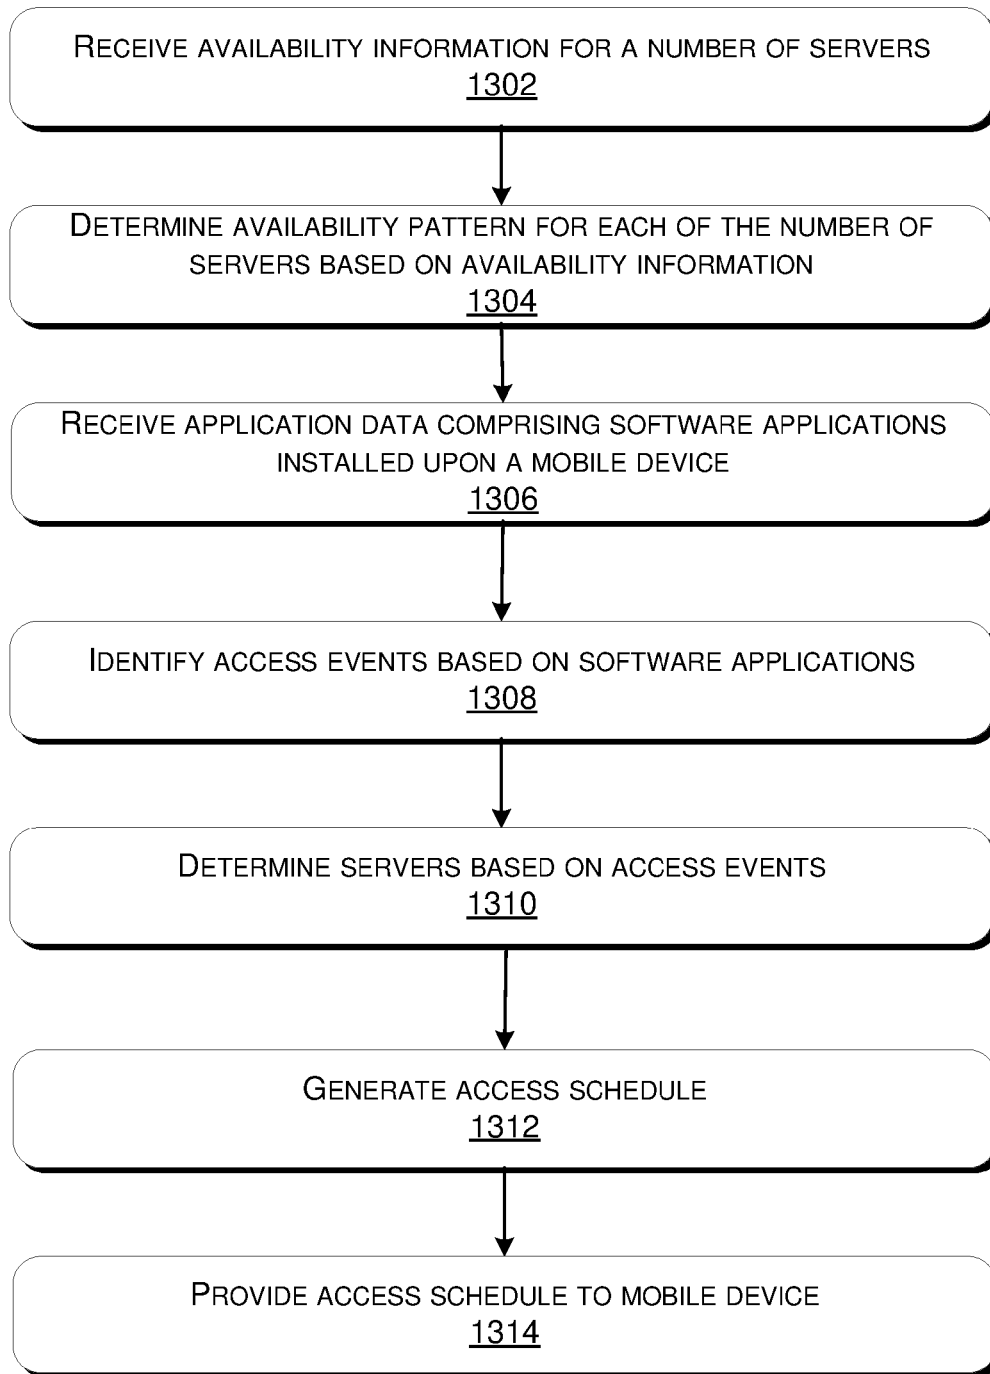 RECEIVE AVAILABILITY INFORMATION FOR A NUMBER OF SERVERS
1302
DETERMINE AVAILABILITY PATTERN FOR EACH OF THE NUMBER OF
SERVERS BASED ON AVAILABILITY INFORMATION
1304
RECEIVE APPLICATION DATA COMPRISING SOFTWARE APPLICATIONS
INSTALLED UPON A MOBILE DEVICE
1306
IDENTIFY ACCESS EVENTS BASED ON SOFTWARE APPLICATIONS
1308
DETERMINE SERVERS BASED ON ACCESS EVENTS
1310
GENERATE ACCESS SCHEDULE
1312
PROVIDE ACCESS SCHEDULE TO MOBILE DEVICE
1314